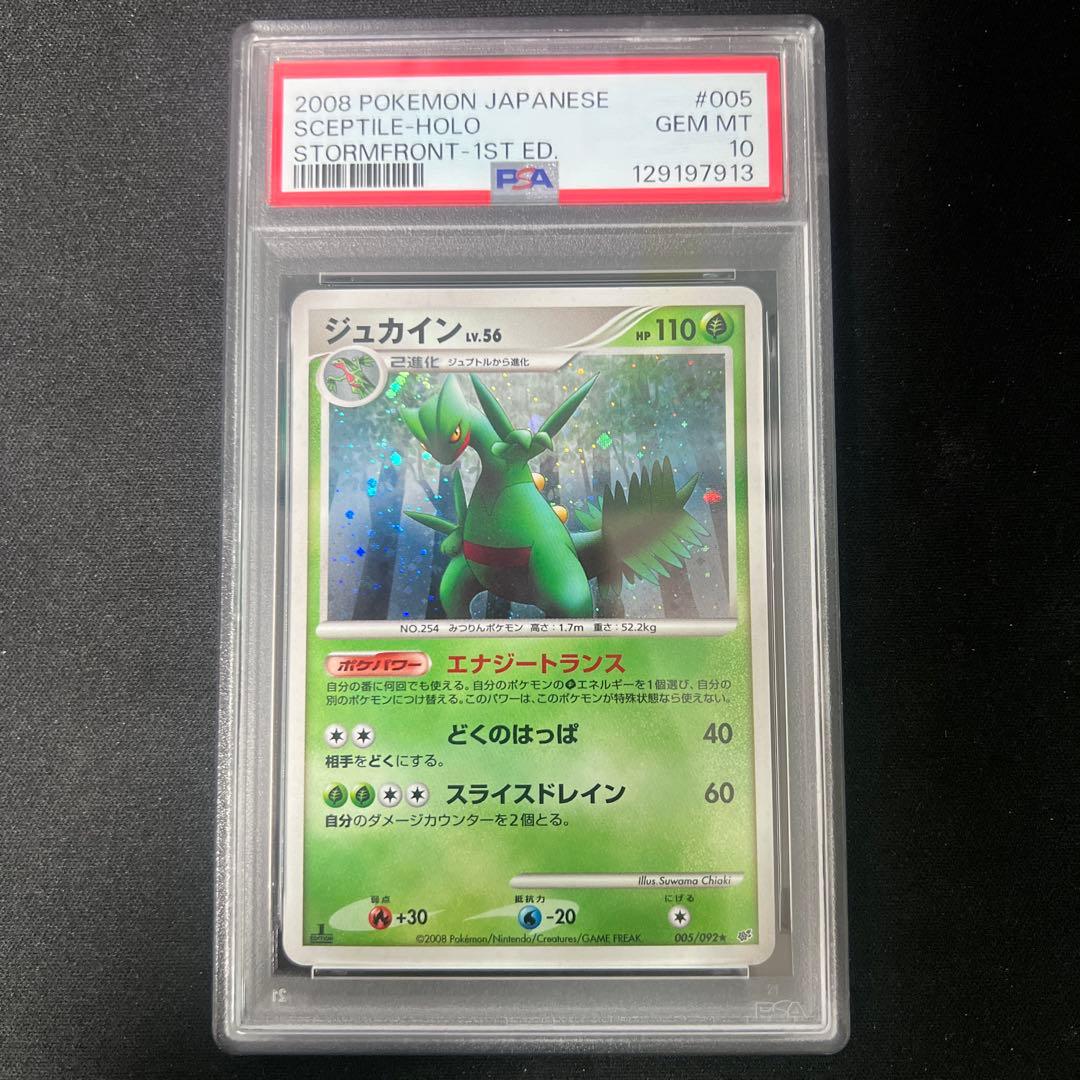 2008 POKEMON JAPANESE #005
SCEPTILE-HOLO GEM MT
STORMFRONT-1ST ED. 10
PSA 129197913
ジュカイン LV.56 HP 110
2進化 ジュプトルから進化
NO.254 みつりんポケモン 高さ:1.7m 重さ:52.2kg
ポケパワー エナジートランス
自分の番に何回でも使える。自分のポケモンのエネルギーを1個選び、自分の
別のポケモンにつけ替える。このパワーは、このポケモンが特殊状態なら使えない。
どくのはっぱ 40
相手をどくにする。
スライスドレイン 60
自分のダメージカウンターを2個とる。
Illus. Suwama Chiaki
弱点 +30 抵抗力 -20 にげる
1 EDITION
©2008 Pokémon/Nintendo/Creatures/GAME FREAK 005/092★
PSA